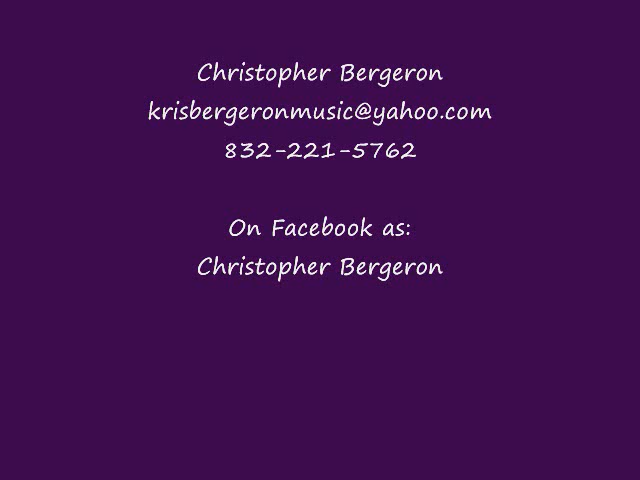 Christopher Bergeron
krisbergeronmusic@yahoo.com
832-221-5762
On Facebook as:
Christopher Bergeron